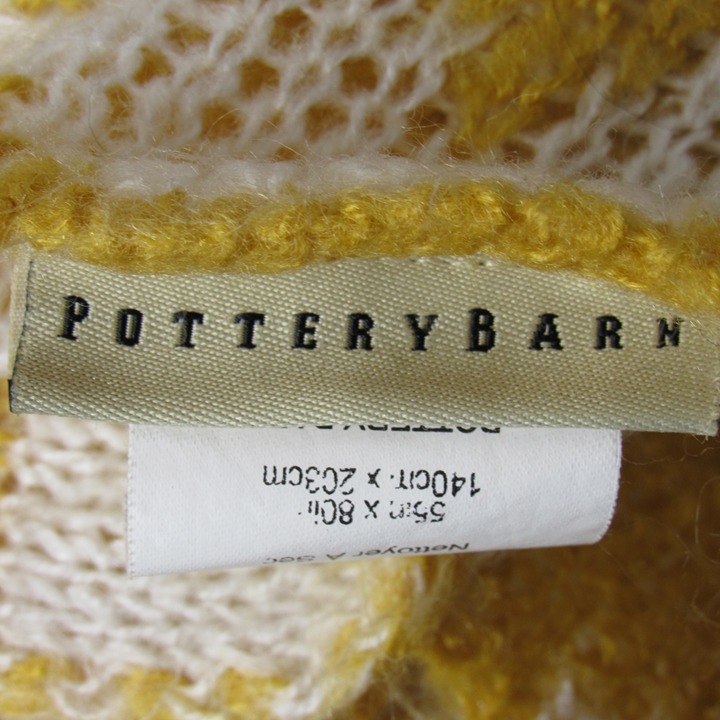 POTTERYBARN
Nettoyer A Sec
55in x 80in
140cm x 203cm